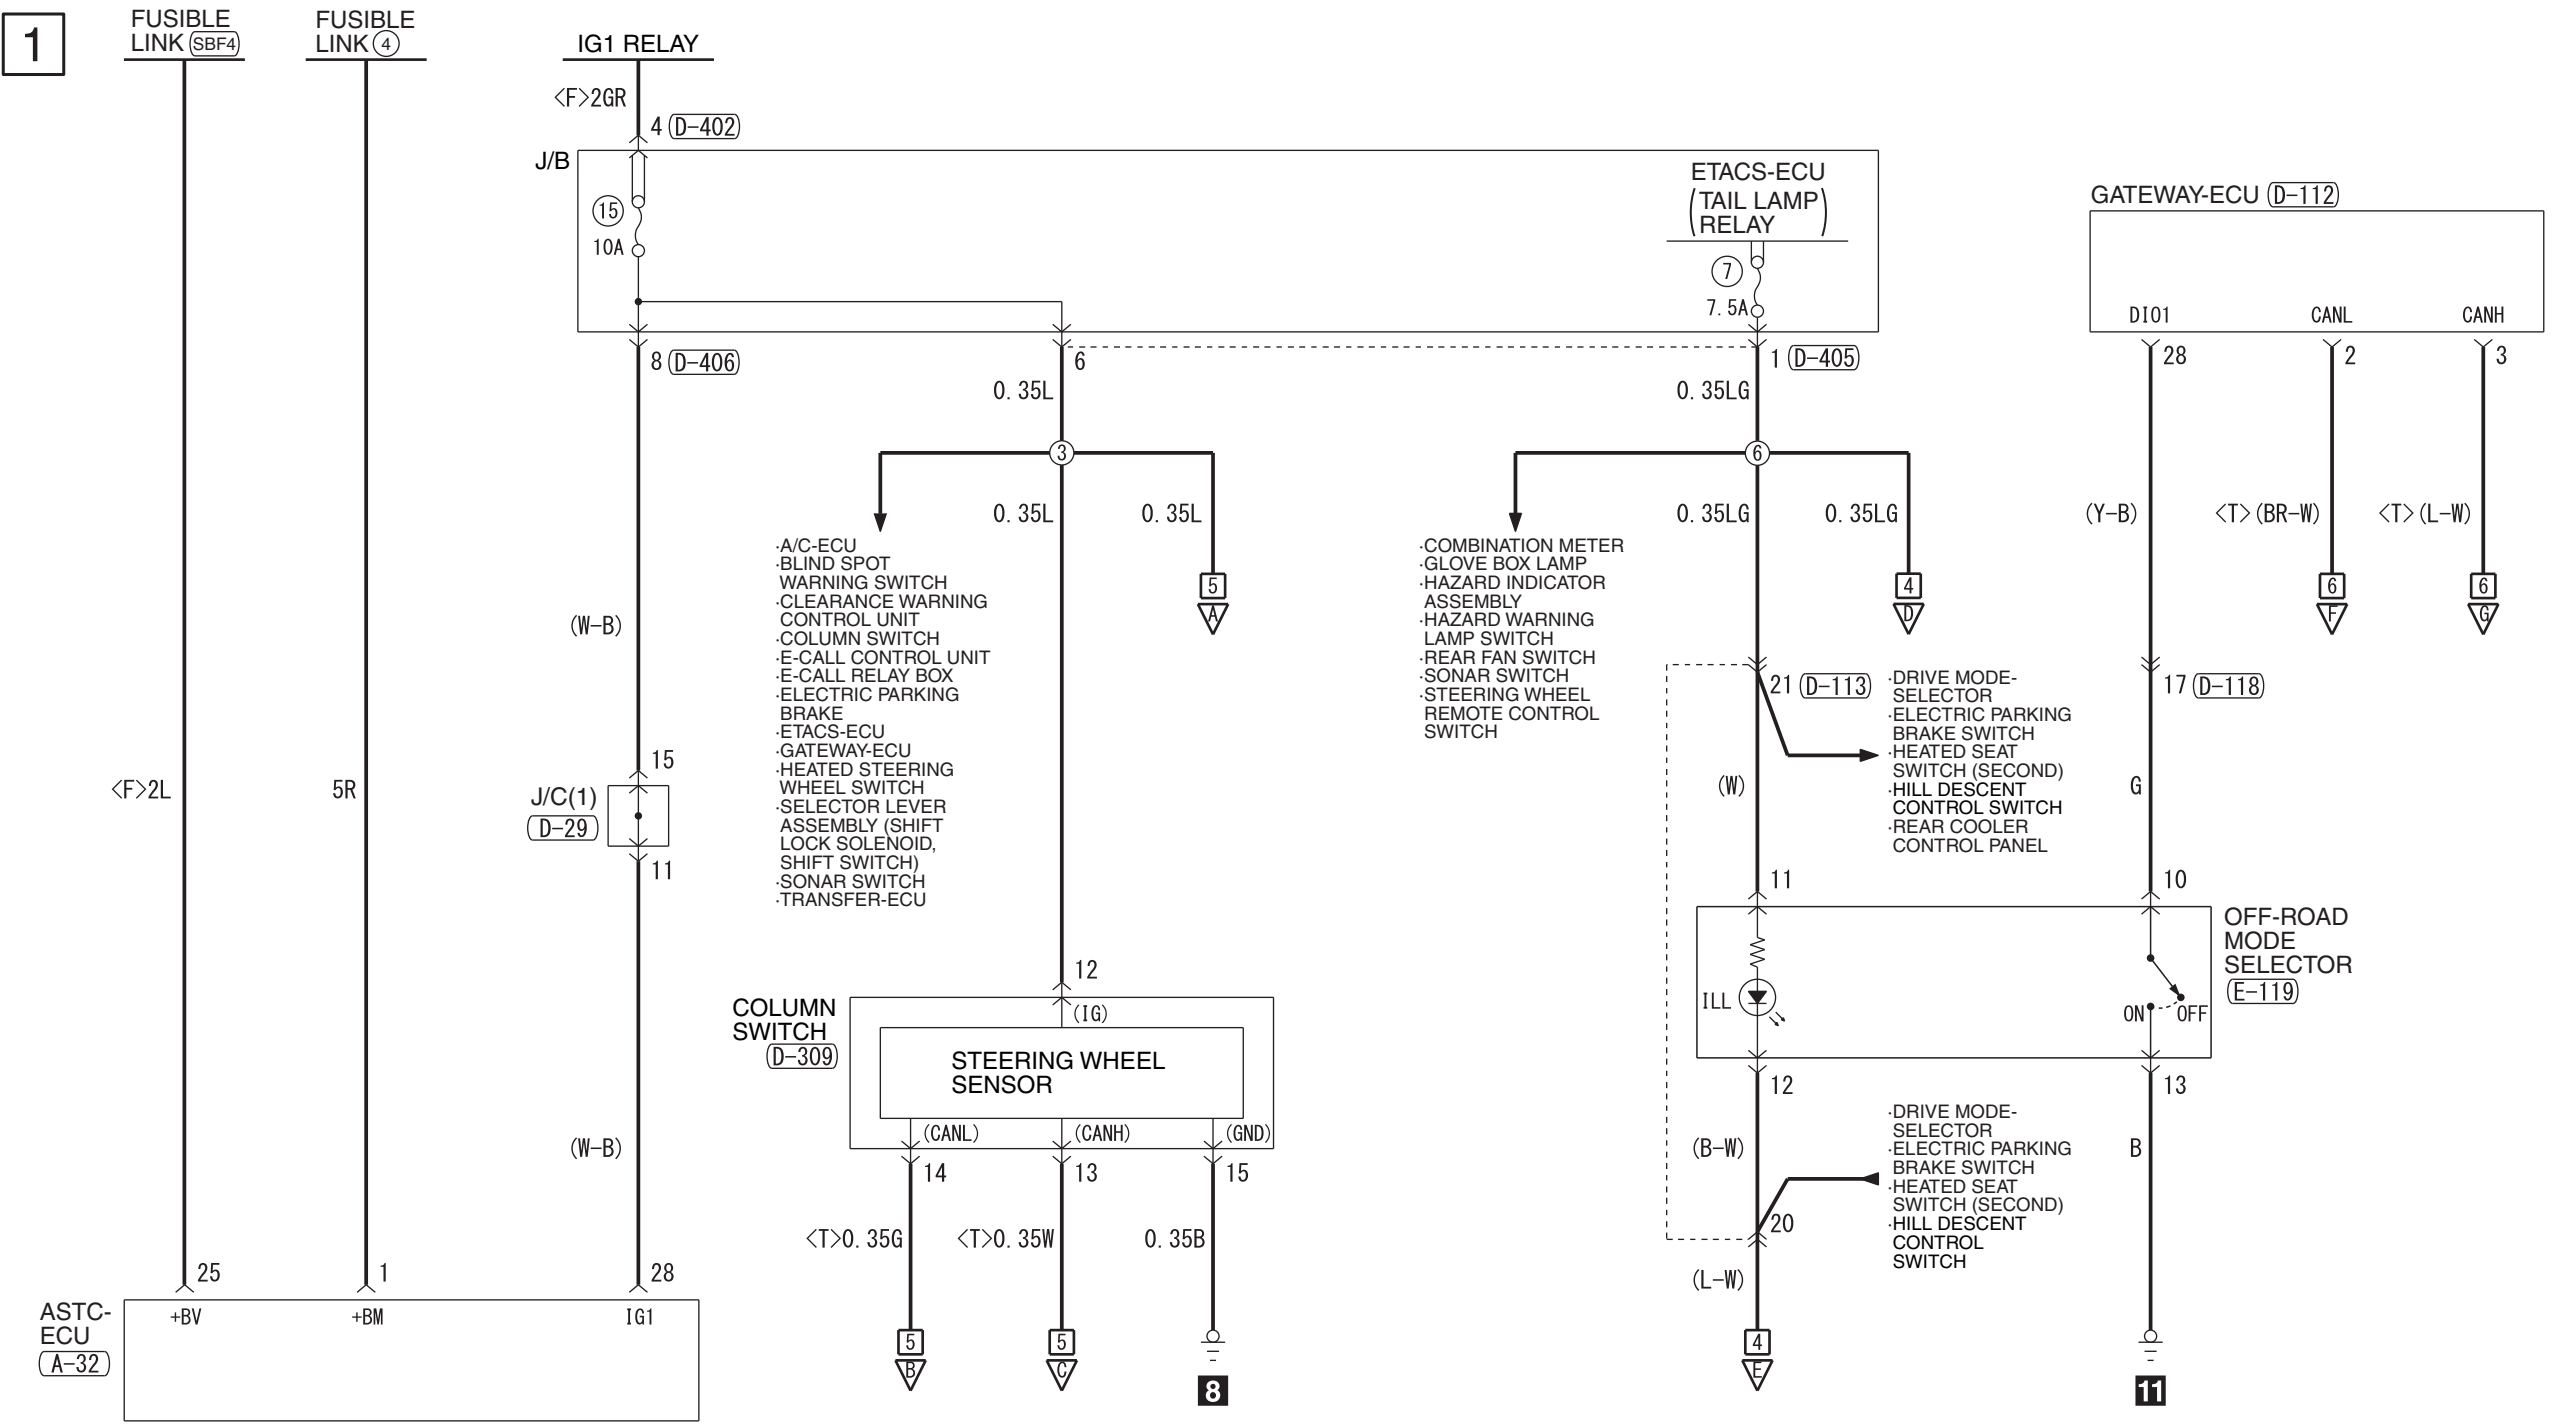 1
FUSIBLE
LINK SBF4
FUSIBLE
LINK 4
IG1 RELAY
<F>2GR
4 D-402
J/B
15
10A
ETACS-ECU
(TAIL LAMP
RELAY)
7
7.5A
GATEWAY-ECU D-112
DIO1
CANL
CANH
8 D-406
6
1 D-405
28
2
3
0.35L
0.35LG
3
6
0.35L
0.35L
0.35LG
0.35LG
(Y-B)
<T>(BR-W)
<T>(L-W)
·A/C-ECU
·BLIND SPOT
WARNING SWITCH
·CLEARANCE WARNING
CONTROL UNIT
·COLUMN SWITCH
·E-CALL CONTROL UNIT
·E-CALL RELAY BOX
·ELECTRIC PARKING
BRAKE
·ETACS-ECU
·GATEWAY-ECU
·HEATED STEERING
WHEEL SWITCH
·SELECTOR LEVER
ASSEMBLY (SHIFT
LOCK SOLENOID,
SHIFT SWITCH)
·SONAR SWITCH
·TRANSFER-ECU
5
A
·COMBINATION METER
·GLOVE BOX LAMP
·HAZARD INDICATOR
ASSEMBLY
·HAZARD WARNING
LAMP SWITCH
·REAR FAN SWITCH
·SONAR SWITCH
·STEERING WHEEL
REMOTE CONTROL
SWITCH
4
D
6
F
6
G
(W-B)
21 D-113
·DRIVE MODE-
SELECTOR
·ELECTRIC PARKING
BRAKE SWITCH
·HEATED SEAT
SWITCH (SECOND)
·HILL DESCENT
CONTROL SWITCH
·REAR COOLER
CONTROL PANEL
17 D-118
<F>2L
5R
15
J/C(1)
D-29
11
(W)
G
11
10
OFF-ROAD
MODE
SELECTOR
E-119
ILL
ON
OFF
12
COLUMN
SWITCH
D-309
(IG)
STEERING WHEEL
SENSOR
(CANL)
(CANH)
(GND)
14
13
15
12
13
(W-B)
(B-W)
·DRIVE MODE-
SELECTOR
·ELECTRIC PARKING
BRAKE SWITCH
·HEATED SEAT
SWITCH (SECOND)
·HILL DESCENT
CONTROL
SWITCH
B
<T>0.35G
<T>0.35W
0.35B
20
(L-W)
25
1
28
ASTC-
ECU
A-32
+BV
+BM
IG1
5
B
5
C
8
4
E
11